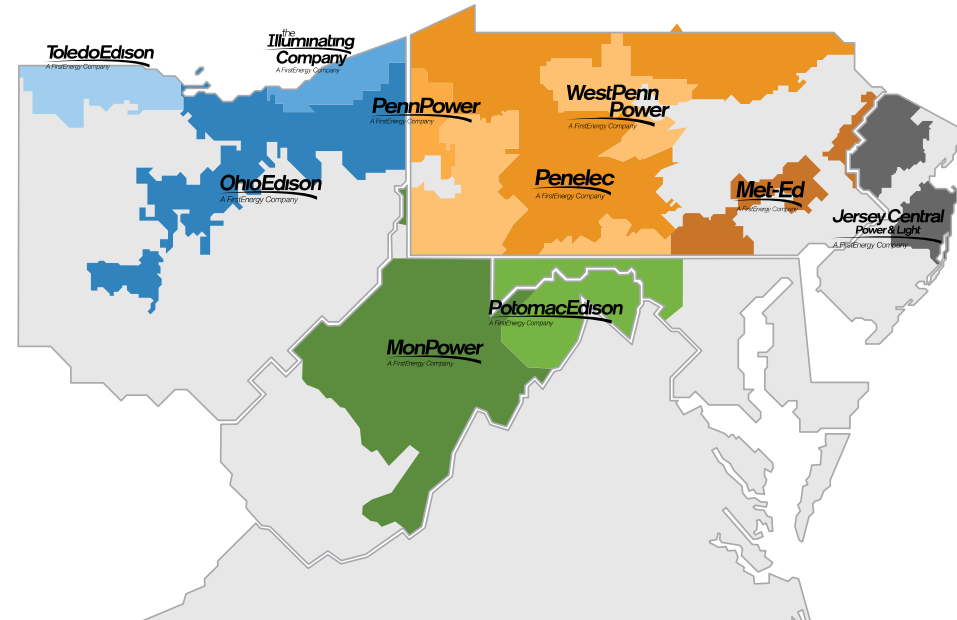 ToledoEdison
A FirstEnergy Company
the
Illuminating
Company
A FirstEnergy Company
PennPower
A FirstEnergy Company
WestPenn
Power
A FirstEnergy Company
OhioEdison
A FirstEnergy Company
Penelec
A FirstEnergy Company
Met-Ed
A FirstEnergy Company
Jersey Central
Power & Light
A FirstEnergy Company
PotomacEdison
A FirstEnergy Company
MonPower
A FirstEnergy Company